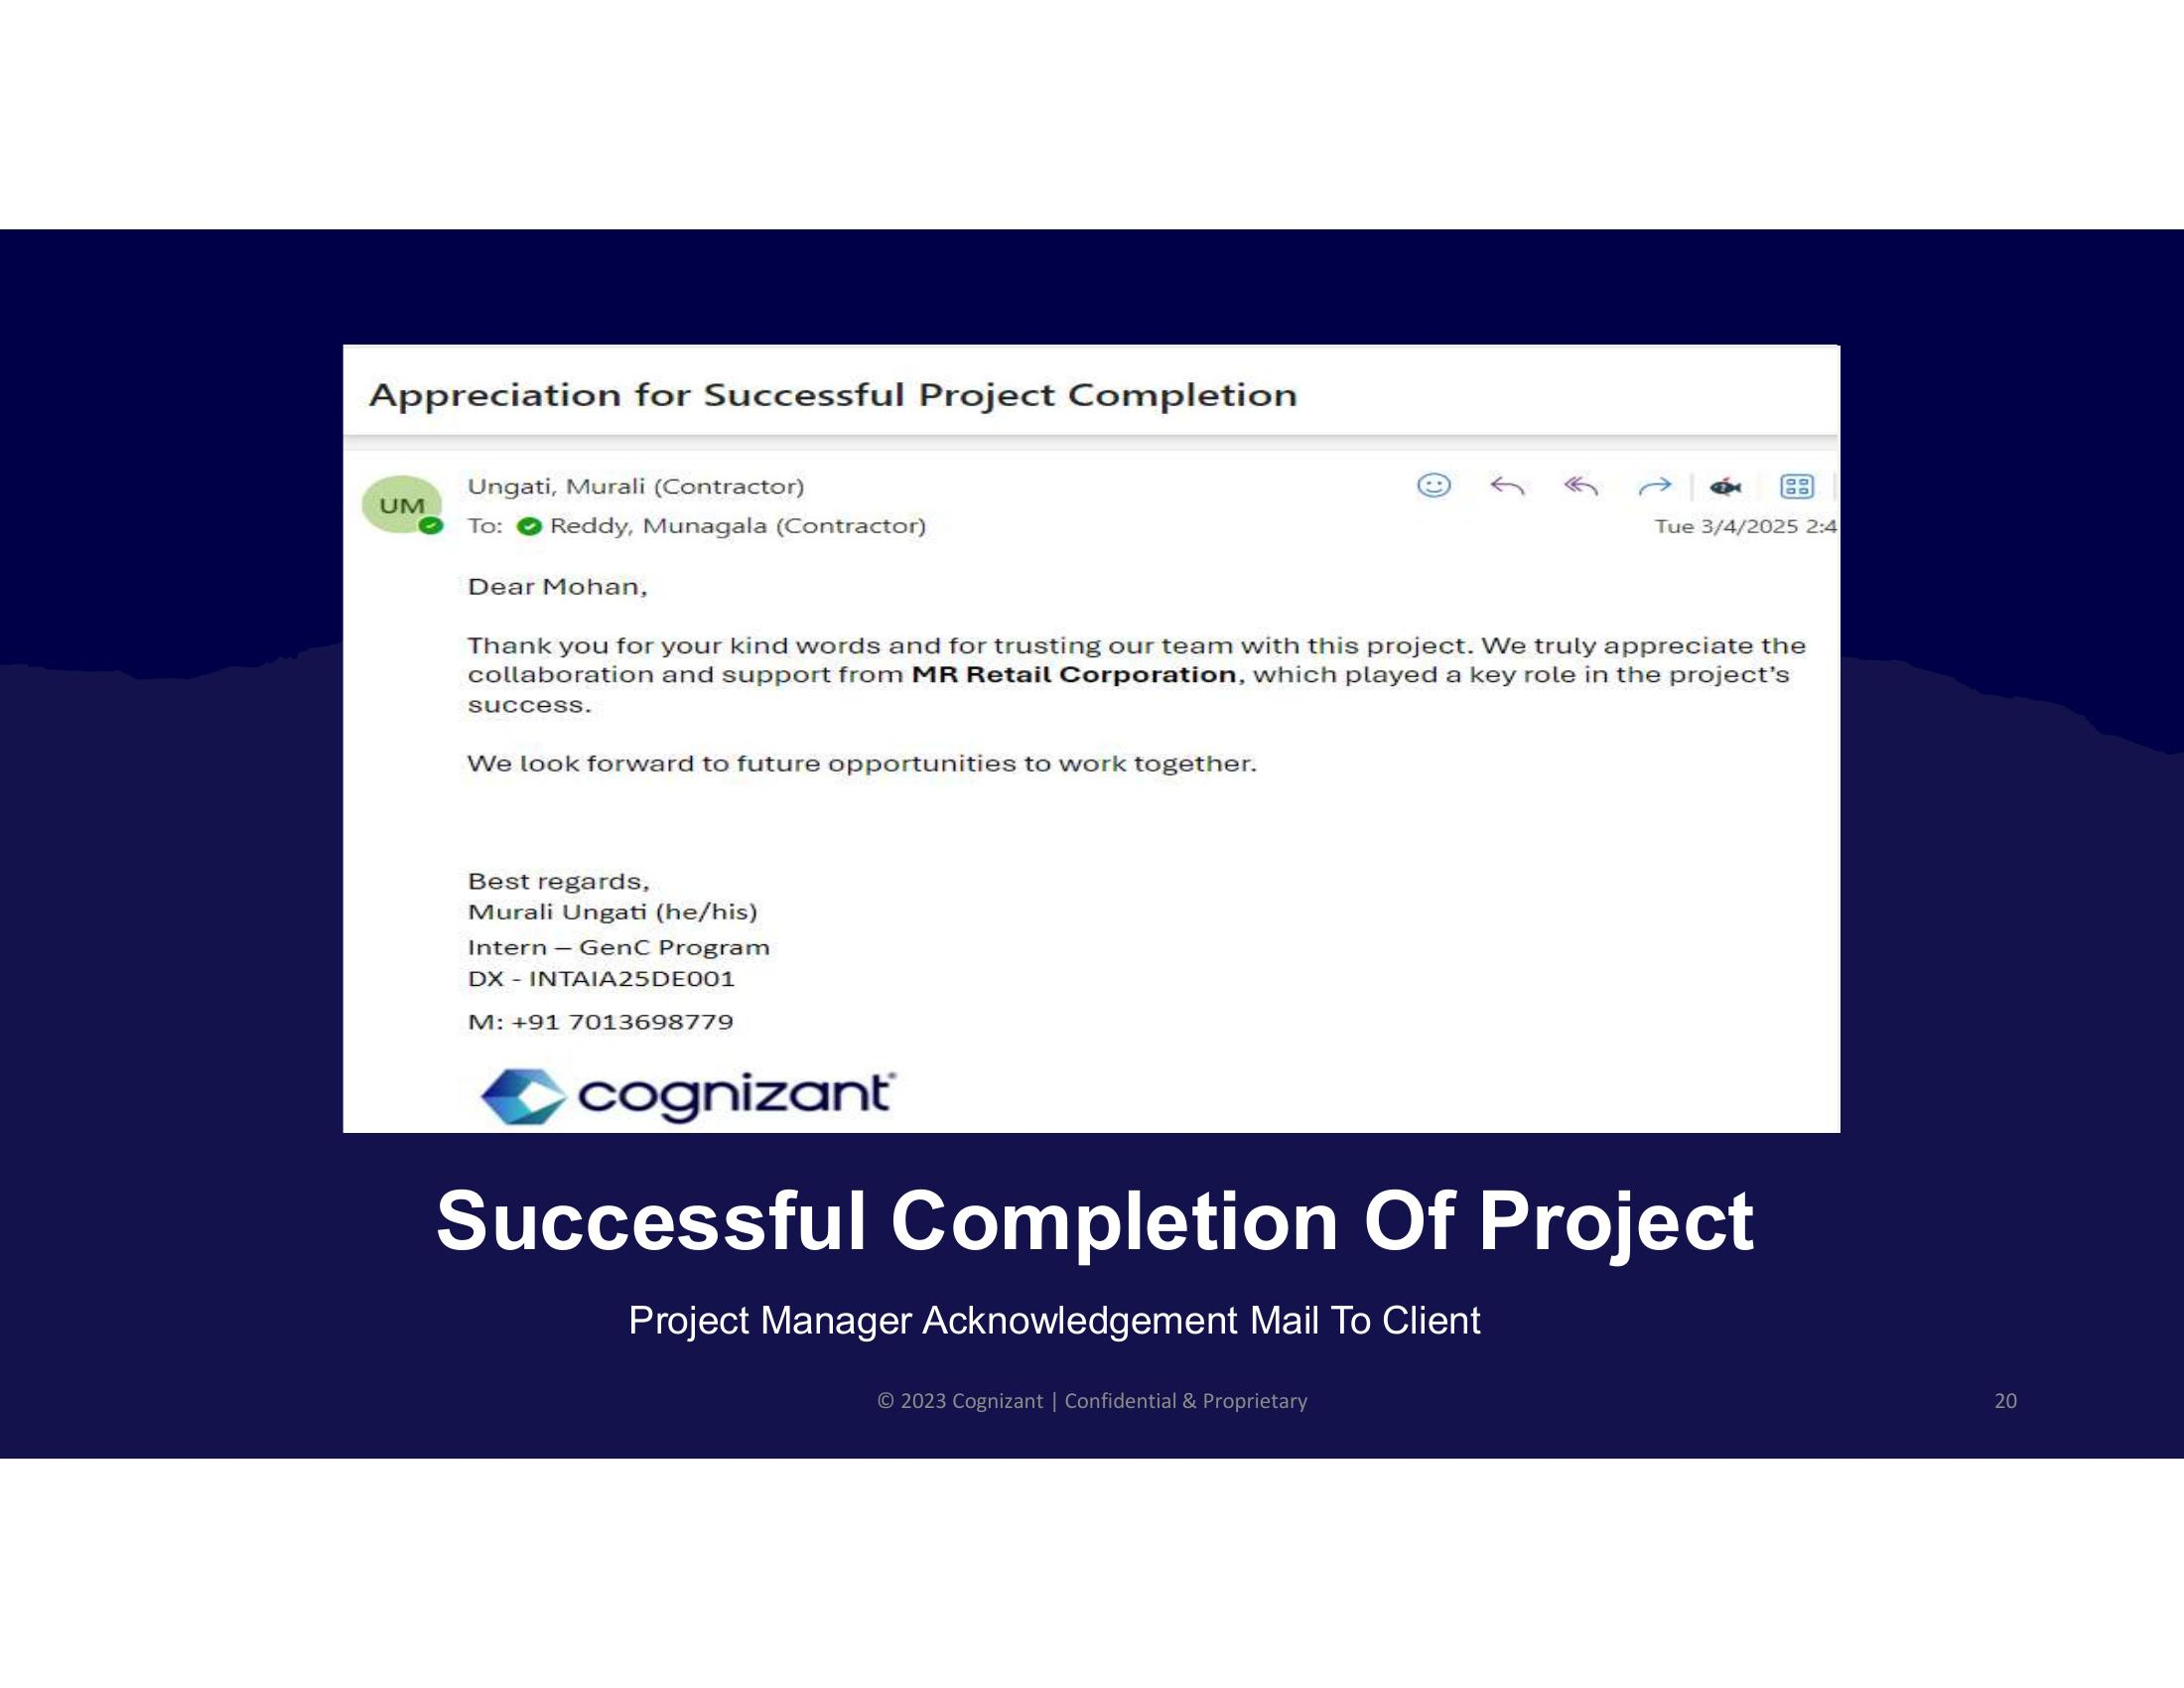 Appreciation for Successful Project Completion
UM
Ungati, Murali (Contractor)
To: Reddy, Munagala (Contractor)
Tue 3/4/2025 2:4
Dear Mohan,
Thank you for your kind words and for trusting our team with this project. We truly appreciate the
collaboration and support from MR Retail Corporation, which played a key role in the project’s
success.
We look forward to future opportunities to work together.
Best regards,
Murali Ungati (he/his)
Intern – GenC Program
DX - INTAIA25DE001
M: +91 7013698779
cognizant
Successful Completion Of Project
Project Manager Acknowledgement Mail To Client
© 2023 Cognizant | Confidential & Proprietary
20